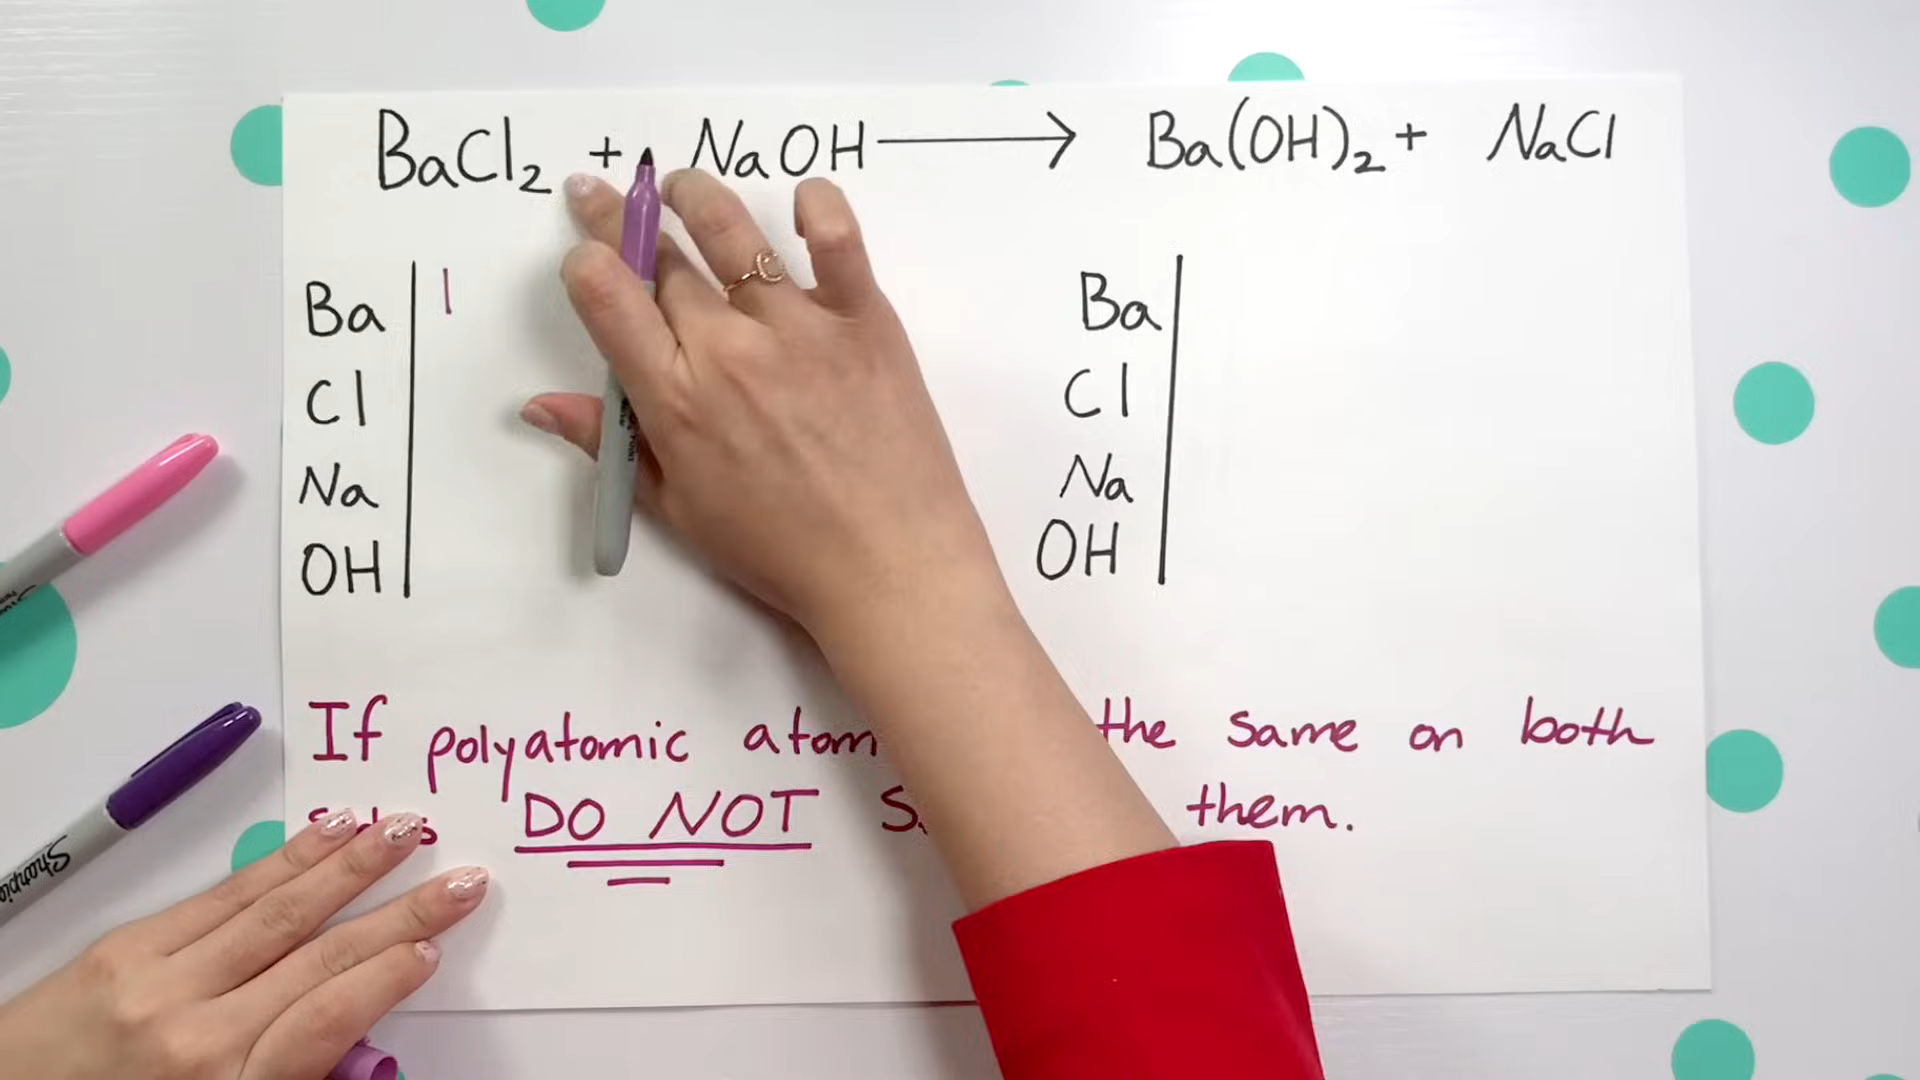 BaCl₂ + NaOH → Ba(OH)₂ + NaCl
Ba 1 Ba
Cl Cl
Na Na
OH OH
If polyatomic atom the same on both
DO NOT them.
Sharpie